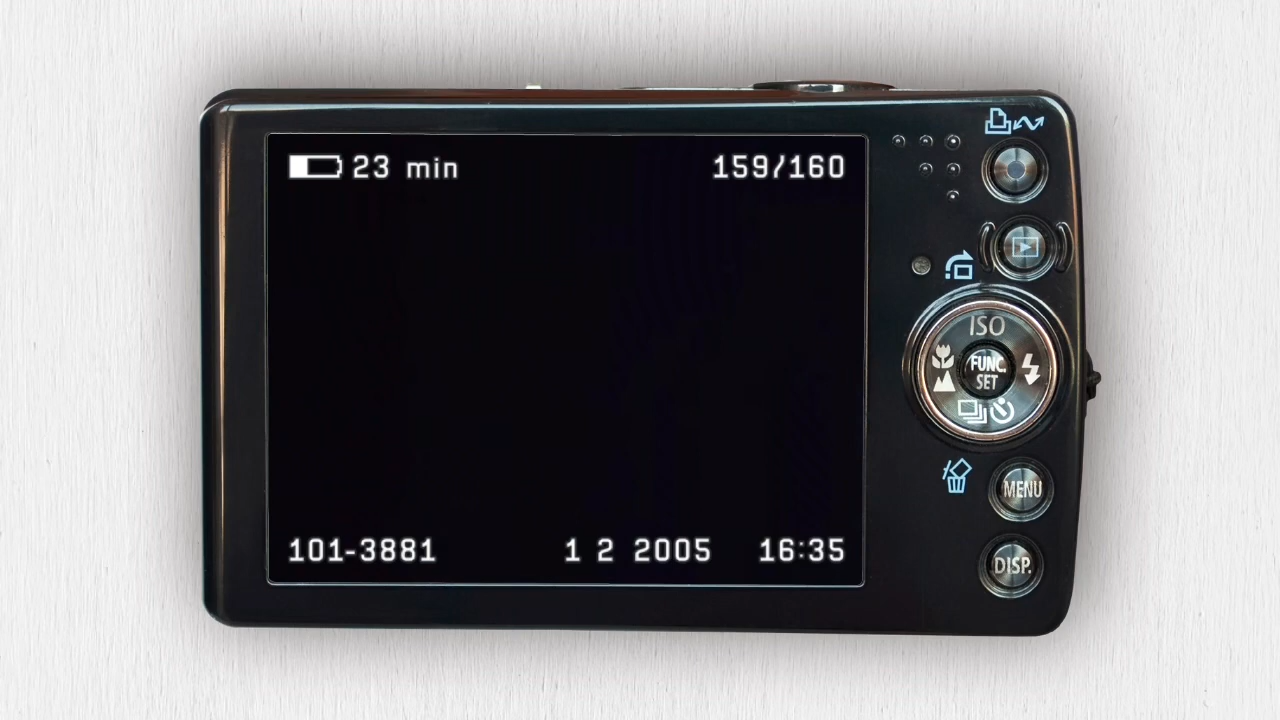 23 min 159/160
ISO
FUNC.
SET
MENU
101-3881 1 2 2005 16:35
DISP.